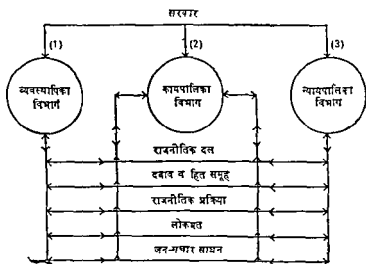 सरकार
(1) (2) (3)
व्यवस्थापिका विभाग
कार्यपालिका विभाग
न्यायपालिका विभाग
राजनीतिक दल
दबाव व हित समूह
राजनीतिक प्रक्रिया
लोकमत
जन-संचार साधन